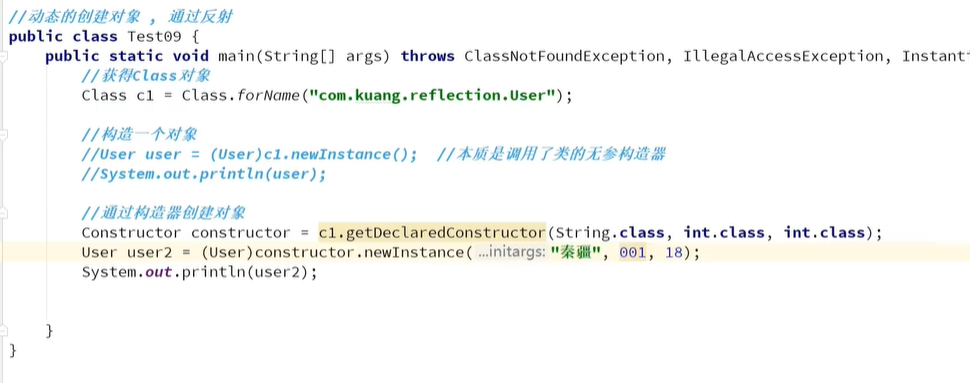 //动态的创建对象 , 通过反射
public class Test09 {
    public static void main(String[] args) throws ClassNotFoundException, IllegalAccessException, Instant
        //获得Class对象
        Class c1 = Class.forName("com.kuang.reflection.User");
        //构造一个对象
        //User user = (User)c1.newInstance();  //本质是调用了类的无参构造器
        //System.out.println(user);
        //通过构造器创建对象
        Constructor constructor = c1.getDeclaredConstructor(String.class, int.class, int.class);
        User user2 = (User)constructor.newInstance( ...initargs: "秦疆", 001, 18);
        System.out.println(user2);
    }
}